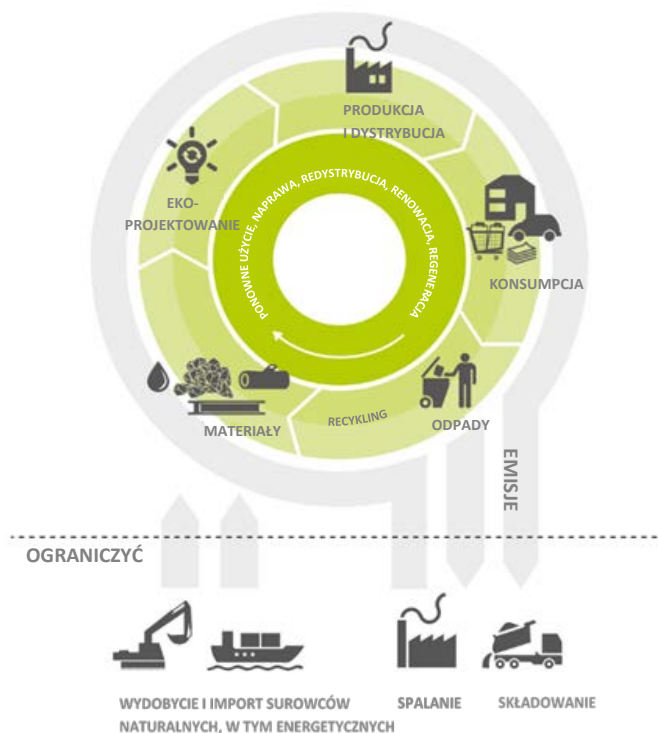 PRODUKCJA
I DYSTRYBUCJA
EKO-
PROJEKTOWANIE
PONOWNE UŻYCIE, NAPRAWA, REDYSTRYBUCJA, RENOWACJA, REGENERACJA
KONSUMPCJA
MATERIAŁY
RECYKLING
ODPADY
EMISJE
OGRANICZYĆ
WYDOBYCIE I IMPORT SUROWCÓW
NATURALNYCH, W TYM ENERGETYCZNYCH
SPALANIE
SKŁADOWANIE